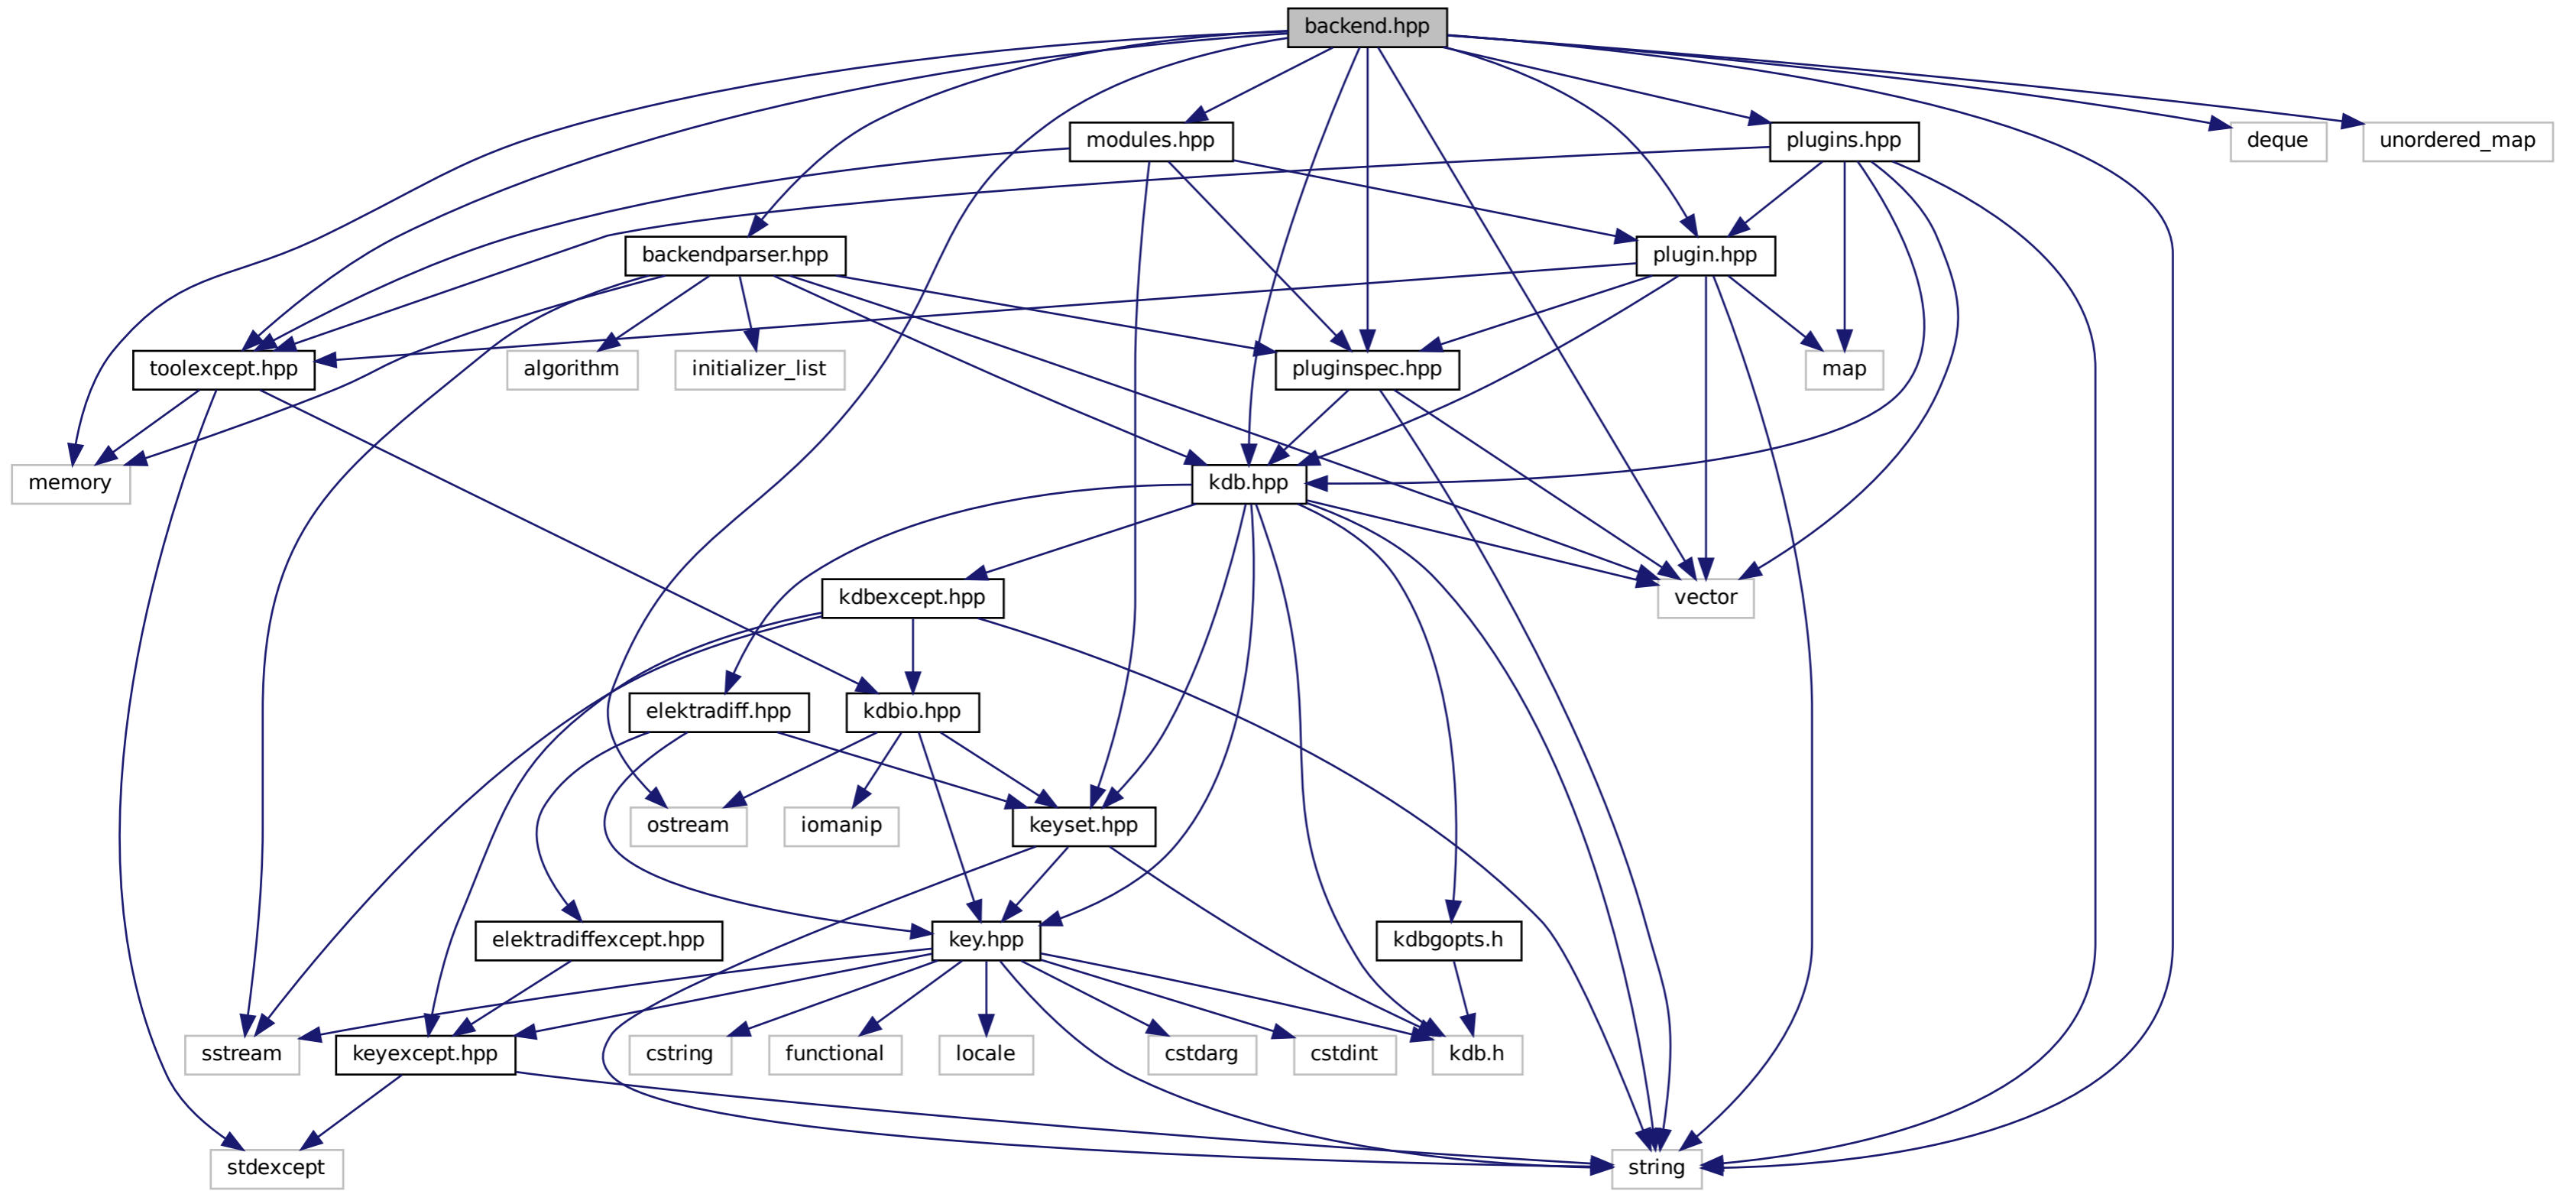 backend.hpp
modules.hpp
plugins.hpp
deque
unordered_map
backendparser.hpp
plugin.hpp
toolexcept.hpp
algorithm
initializer_list
pluginspec.hpp
map
memory
kdb.hpp
kdbexcept.hpp
vector
elektradiff.hpp
kdbio.hpp
ostream
iomanip
keyset.hpp
elektradiffexcept.hpp
key.hpp
kdbgopts.h
sstream
keyexcept.hpp
cstring
functional
locale
cstdarg
cstdint
kdb.h
stdexcept
string